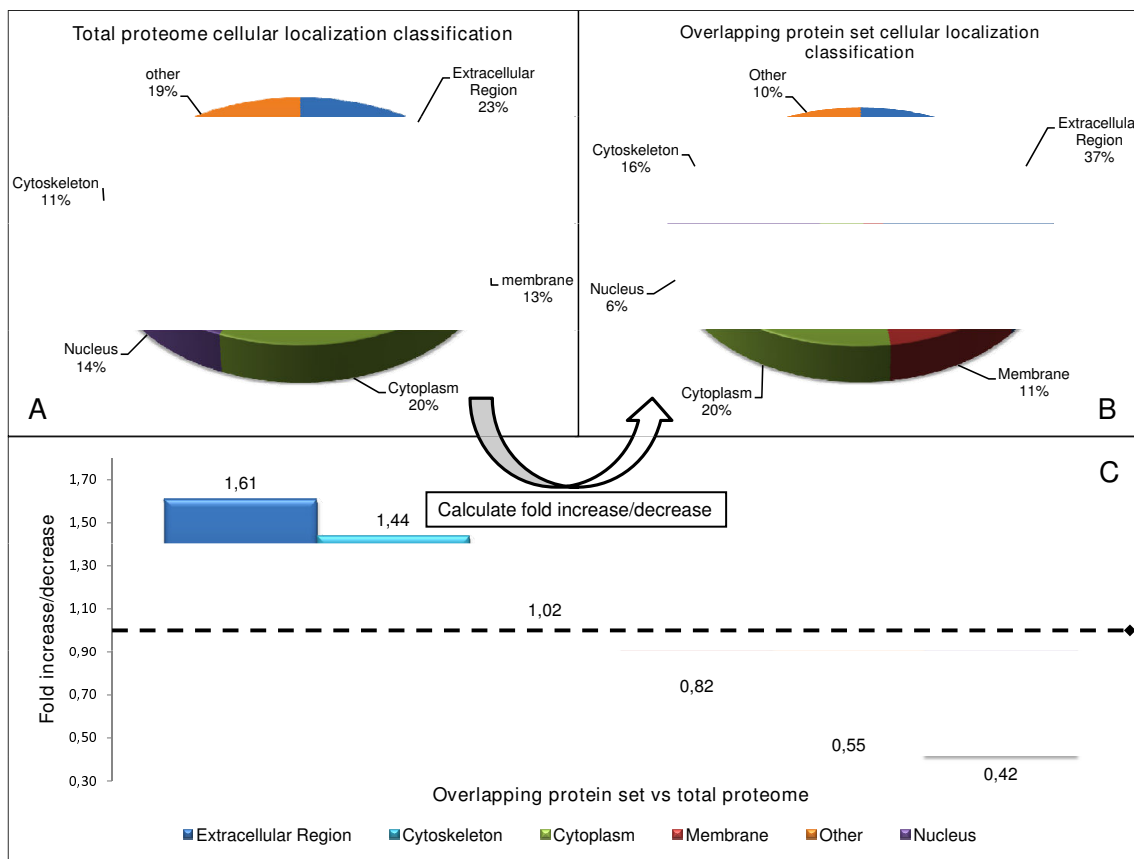 Total proteome cellular localization classification
other
19%
Extracellular
Region
23%
Cytoskeleton
11%
membrane
13%
Nucleus
14%
Cytoplasm
20%
A
Overlapping protein set cellular localization
classification
Other
10%
Extracellular
Region
37%
Cytoskeleton
16%
Nucleus
6%
Cytoplasm
20%
Membrane
11%
B
Calculate fold increase/decrease
C
Fold increase/decrease
1,70
1,50
1,30
1,10
0,90
0,70
0,50
0,30
1,61
1,44
1,02
0,82
0,55
0,42
Overlapping protein set vs total proteome
Extracellular Region
Cytoskeleton
Cytoplasm
Membrane
Other
Nucleus